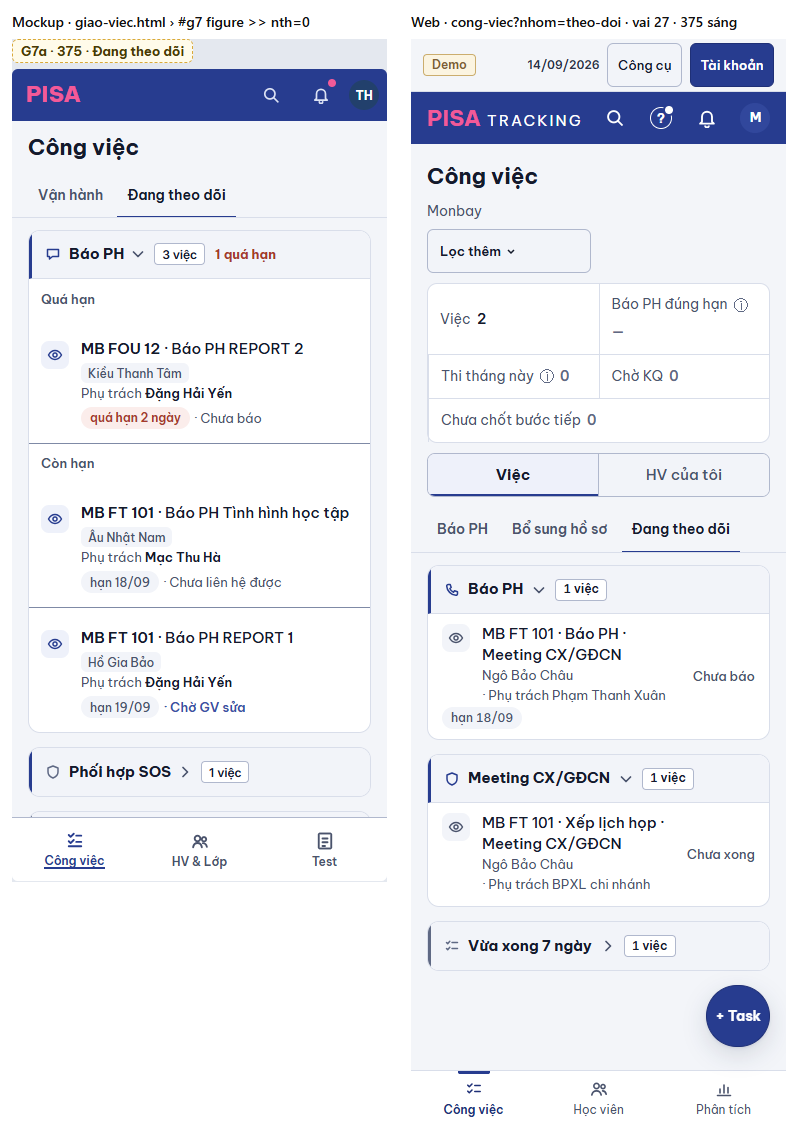 Mockup · giao-viec.html › #g7 figure >> nth=0
G7a · 375 · Đang theo dõi
PISA
TH
Công việc
Vận hành
Đang theo dõi
Báo PH
3 việc
1 quá hạn
Quá hạn
MB FOU 12 · Báo PH REPORT 2
Kiều Thanh Tâm
Phụ trách Đặng Hải Yến
quá hạn 2 ngày · Chưa báo
Còn hạn
MB FT 101 · Báo PH Tình hình học tập
Âu Nhật Nam
Phụ trách Mạc Thu Hà
hạn 18/09 · Chưa liên hệ được
MB FT 101 · Báo PH REPORT 1
Hồ Gia Bảo
Phụ trách Đặng Hải Yến
hạn 19/09 · Chờ GV sửa
Phối hợp SOS
1 việc
Công việc
HV & Lớp
Test
Web · cong-viec?nhom=theo-doi · vai 27 · 375 sáng
Demo
14/09/2026
Công cụ
Tài khoản
PISA TRACKING
?
M
Công việc
Monbay
Lọc thêm
Việc 2
Báo PH đúng hạn ⓘ
–
Thi tháng này ⓘ 0
Chờ KQ 0
Chưa chốt bước tiếp 0
Việc
HV của tôi
Báo PH
Bổ sung hồ sơ
Đang theo dõi
Báo PH
1 việc
MB FT 101 · Báo PH ·
Meeting CX/GĐCN
Ngô Bảo Châu
· Phụ trách Phạm Thanh Xuân
Chưa báo
hạn 18/09
Meeting CX/GĐCN
1 việc
MB FT 101 · Xếp lịch họp ·
Meeting CX/GĐCN
Ngô Bảo Châu
· Phụ trách BPXL chi nhánh
Chưa xong
Vừa xong 7 ngày
1 việc
+ Task
Công việc
Học viên
Phân tích